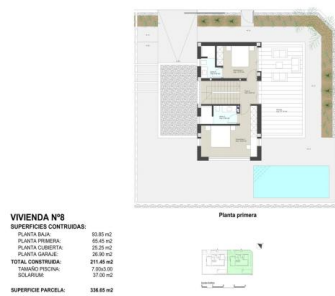 VIVIENDA Nº8
SUPERFICIES CONTRUIDAS:
PLANTA BAJA: 93.85 m2
PLANTA PRIMERA: 65.45 m2
PLANTA CUBIERTA: 25.25 m2
PLANTA GARAJE: 26.90 m2
TOTAL CONSTRUIDA: 211.45 m2
TAMAÑO PISCINA: 7.00x3.00
SOLARIUM: 37.00 m2
SUPERFICIE PARCELA: 336.65 m2
Planta primera